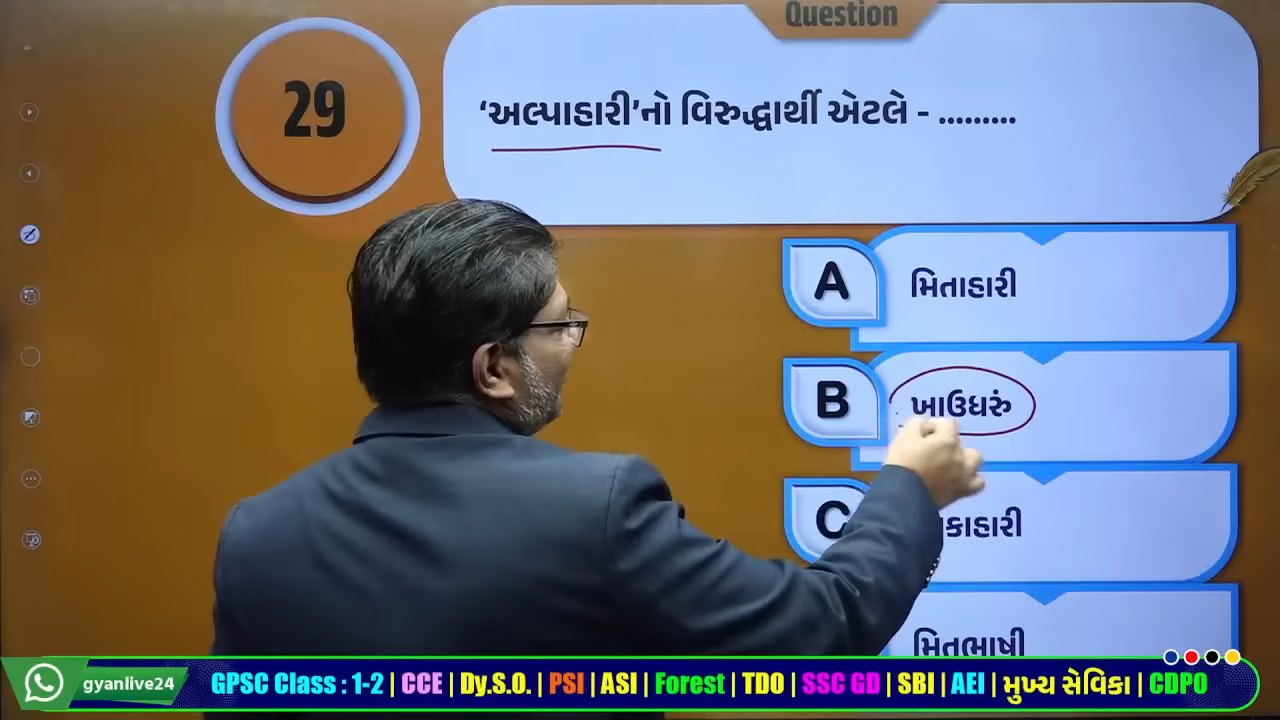 Question
29
‘અલ્પાહારી’નો વિરુદ્ધાર્થી એટલે - .........
A
મિતાહારી
B
ખાઉધરું
C
D
મિતભાષી
gyanlive24
GPSC Class : 1-2 | CCE | Dy.S.O. | PSI | ASI | Forest | TDO | SSC GD | SBI | AEI | મુખ્ય સેવિકા | CDPO